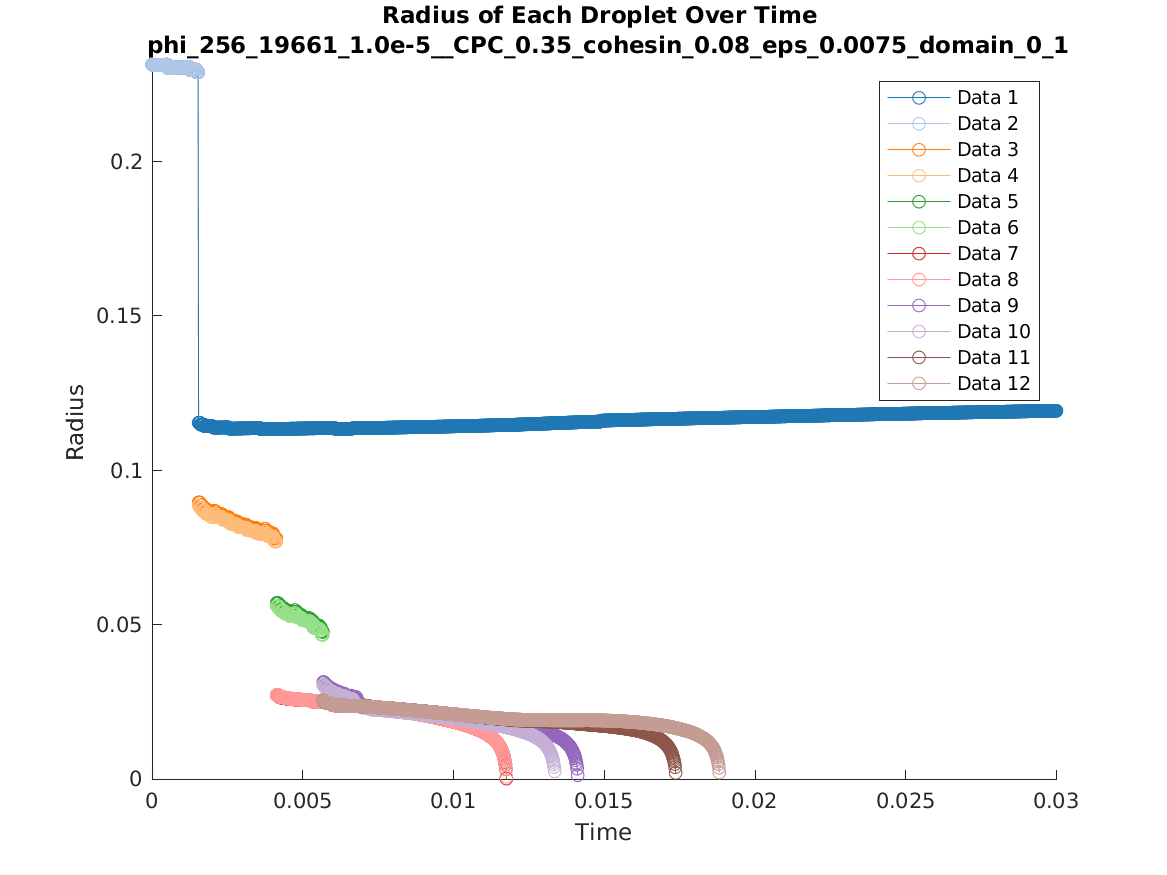 Radius of Each Droplet Over Time
phi_256_19661_1.0e-5__CPC_0.35_cohesin_0.08_eps_0.0075_domain_0_1
Data 1
Data 2
Data 3
Data 4
Data 5
Data 6
Data 7
Data 8
Data 9
Data 10
Data 11
Data 12
Radius
0.2
0.15
0.1
0.05
0
0 0.005 0.01 0.015 0.02 0.025 0.03
Time